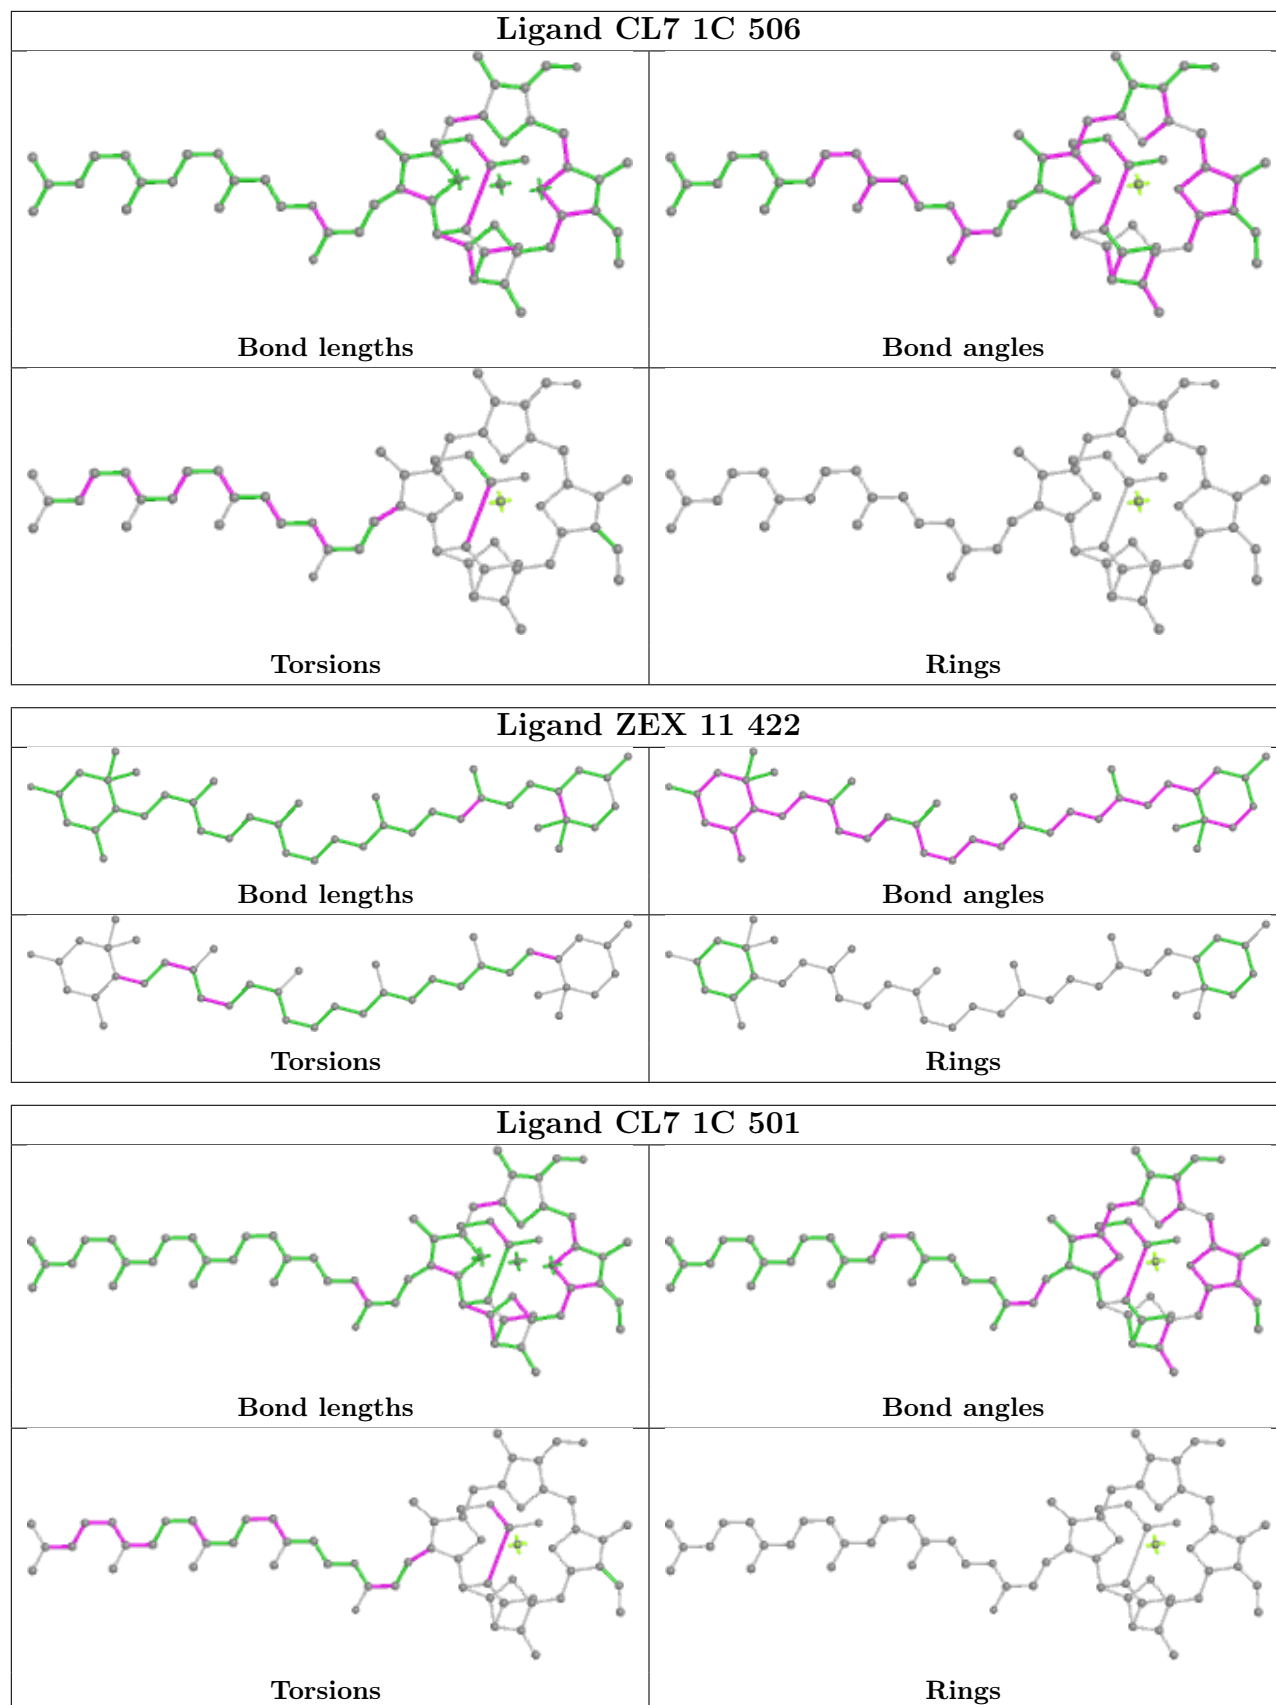 Ligand CL7 1C 506
Bond lengths
Bond angles
Torsions
Rings
Ligand ZEX 11 422
Bond lengths
Bond angles
Torsions
Rings
Ligand CL7 1C 501
Bond lengths
Bond angles
Torsions
Rings